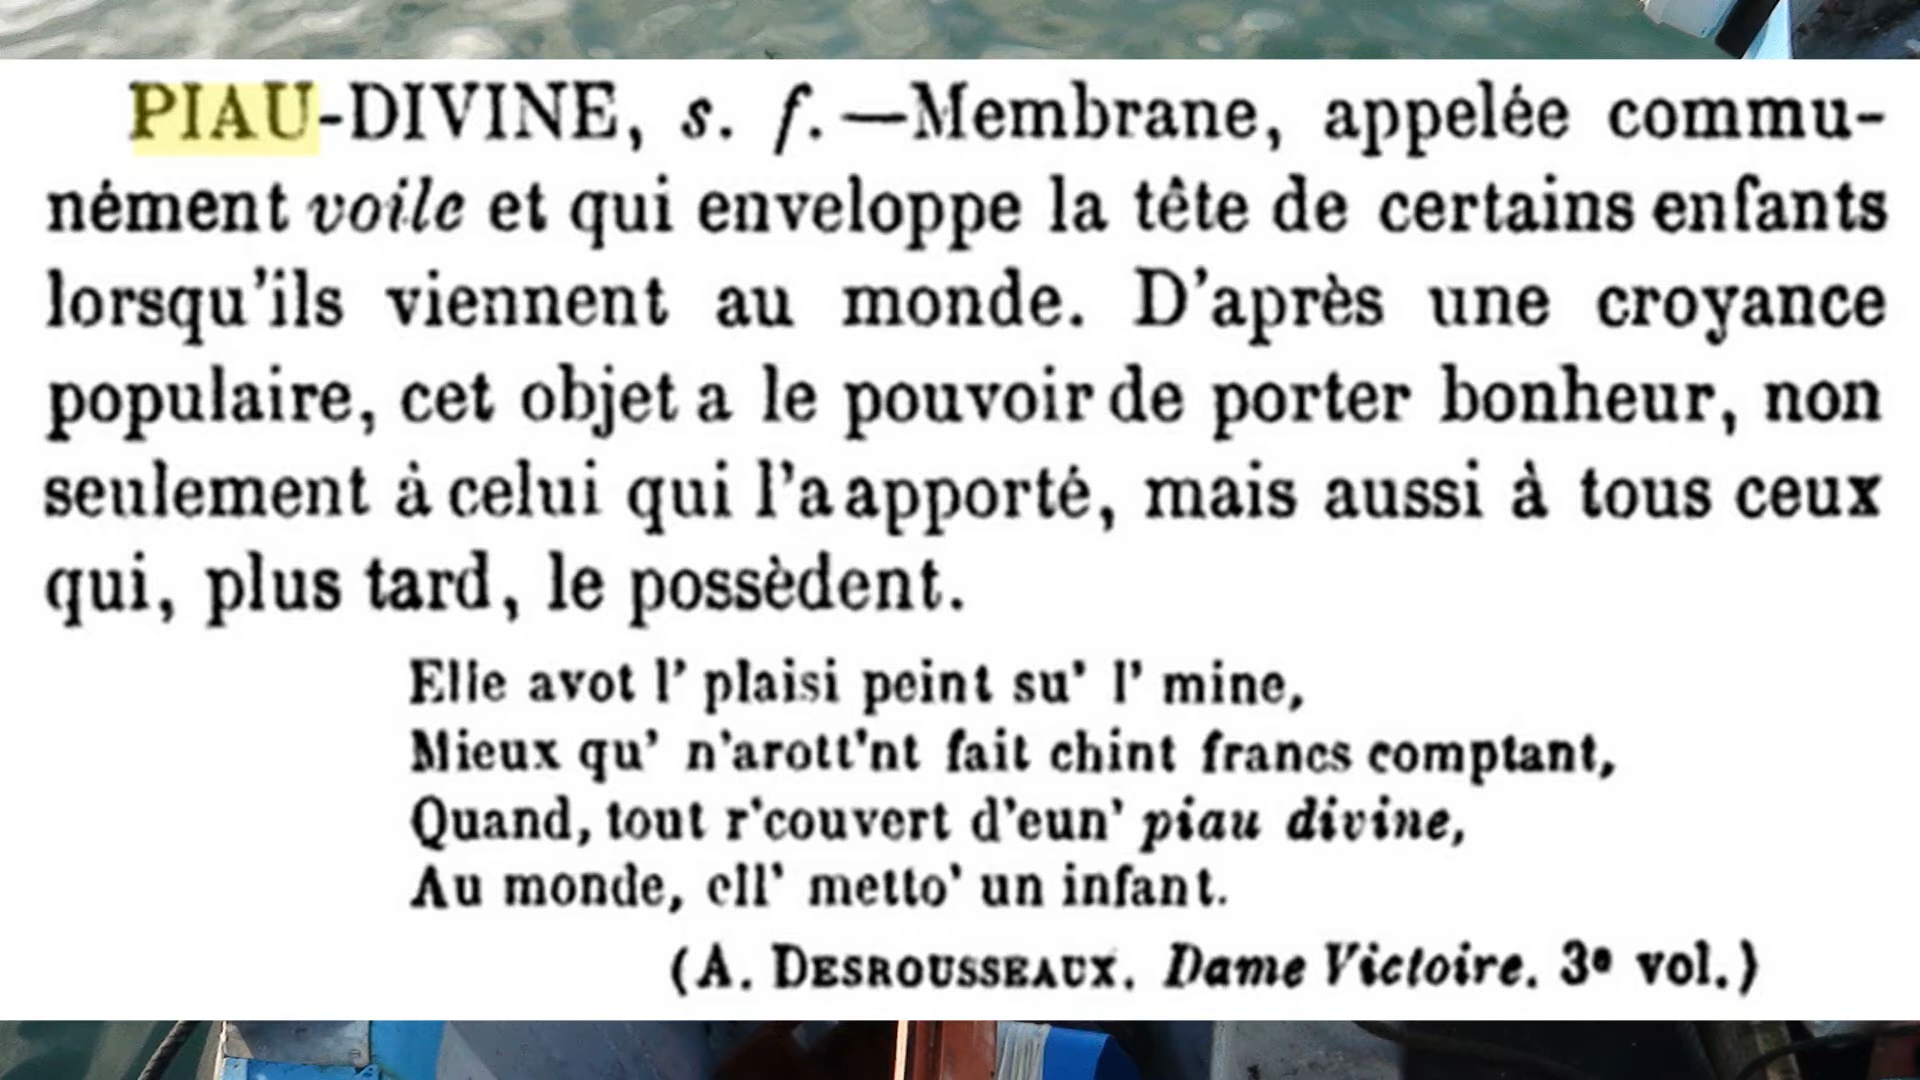 PIAU-DIVINE, s. f. —Membrane, appelée commu-
nément voile et qui enveloppe la tête de certains enfants
lorsqu'ils viennent au monde. D'après une croyance
populaire, cet objet a le pouvoir de porter bonheur, non
seulement à celui qui l'a apporté, mais aussi à tous ceux
qui, plus tard, le possèdent.
Elle avot l' plaisi peint su' l' mine,
Mieux qu' n'arott'nt fait chint francs comptant,
Quand, tout r'couvert d'eun' piau divine,
Au monde, ell' metto' un infant.
(A. DESROUSSEAUX. Dame Victoire. 3e vol.)